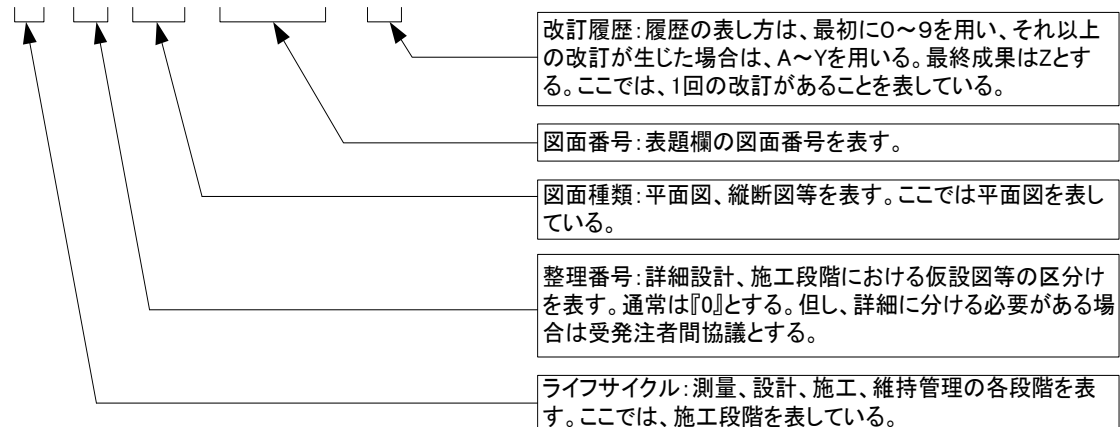 改訂履歴：履歴の表し方は、最初に０～９を用い、それ以上
の改訂が生じた場合は、A～Yを用いる。最終成果はZとす
る。ここでは、1回の改訂があることを表している。
図面番号：表題欄の図面番号を表す。
図面種類：平面図、縦断図等を表す。ここでは平面図を表し
ている。
整理番号：詳細設計、施工段階における仮設図等の区分け
を表す。通常は『0』とする。但し、詳細に分ける必要がある場
合は受発注者間協議とする。
ライフサイクル：測量、設計、施工、維持管理の各段階を表
す。ここでは、施工段階を表している。